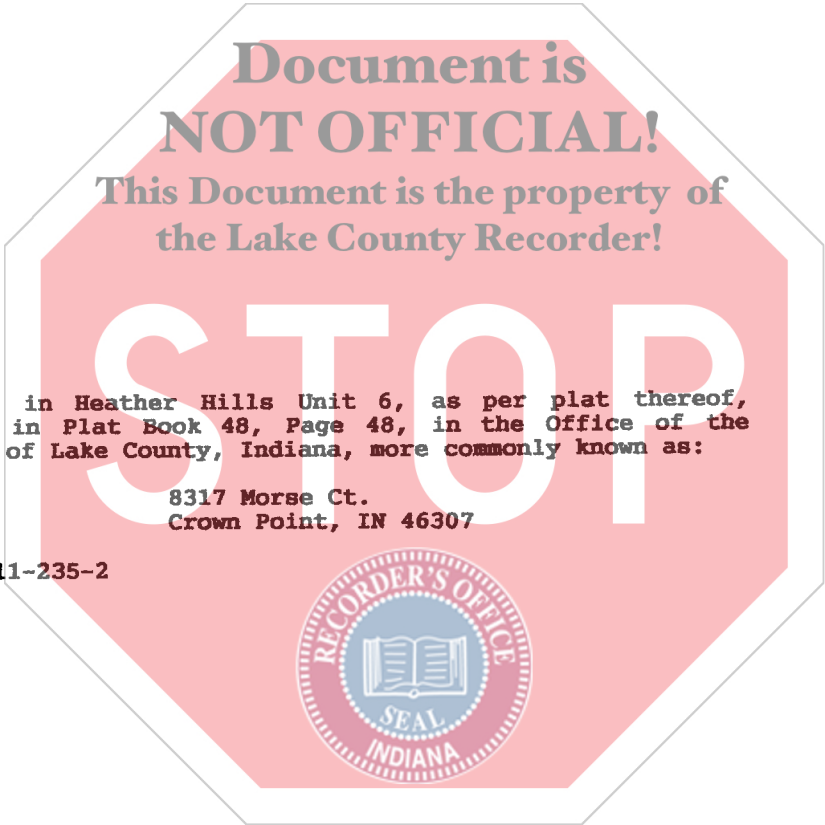 Document is
NOT OFFICIAL!
This Document is the property of
the Lake County Recorder!
STOP
in Heather Hills Unit 6, as per plat thereof,
in Plat Book 48, Page 48, in the Office of the
of Lake County, Indiana, more commonly known as:
8317 Morse Ct.
Crown Point, IN 46307
11-235-2
RECORDER'S OFFICE
SEAL
INDIANA